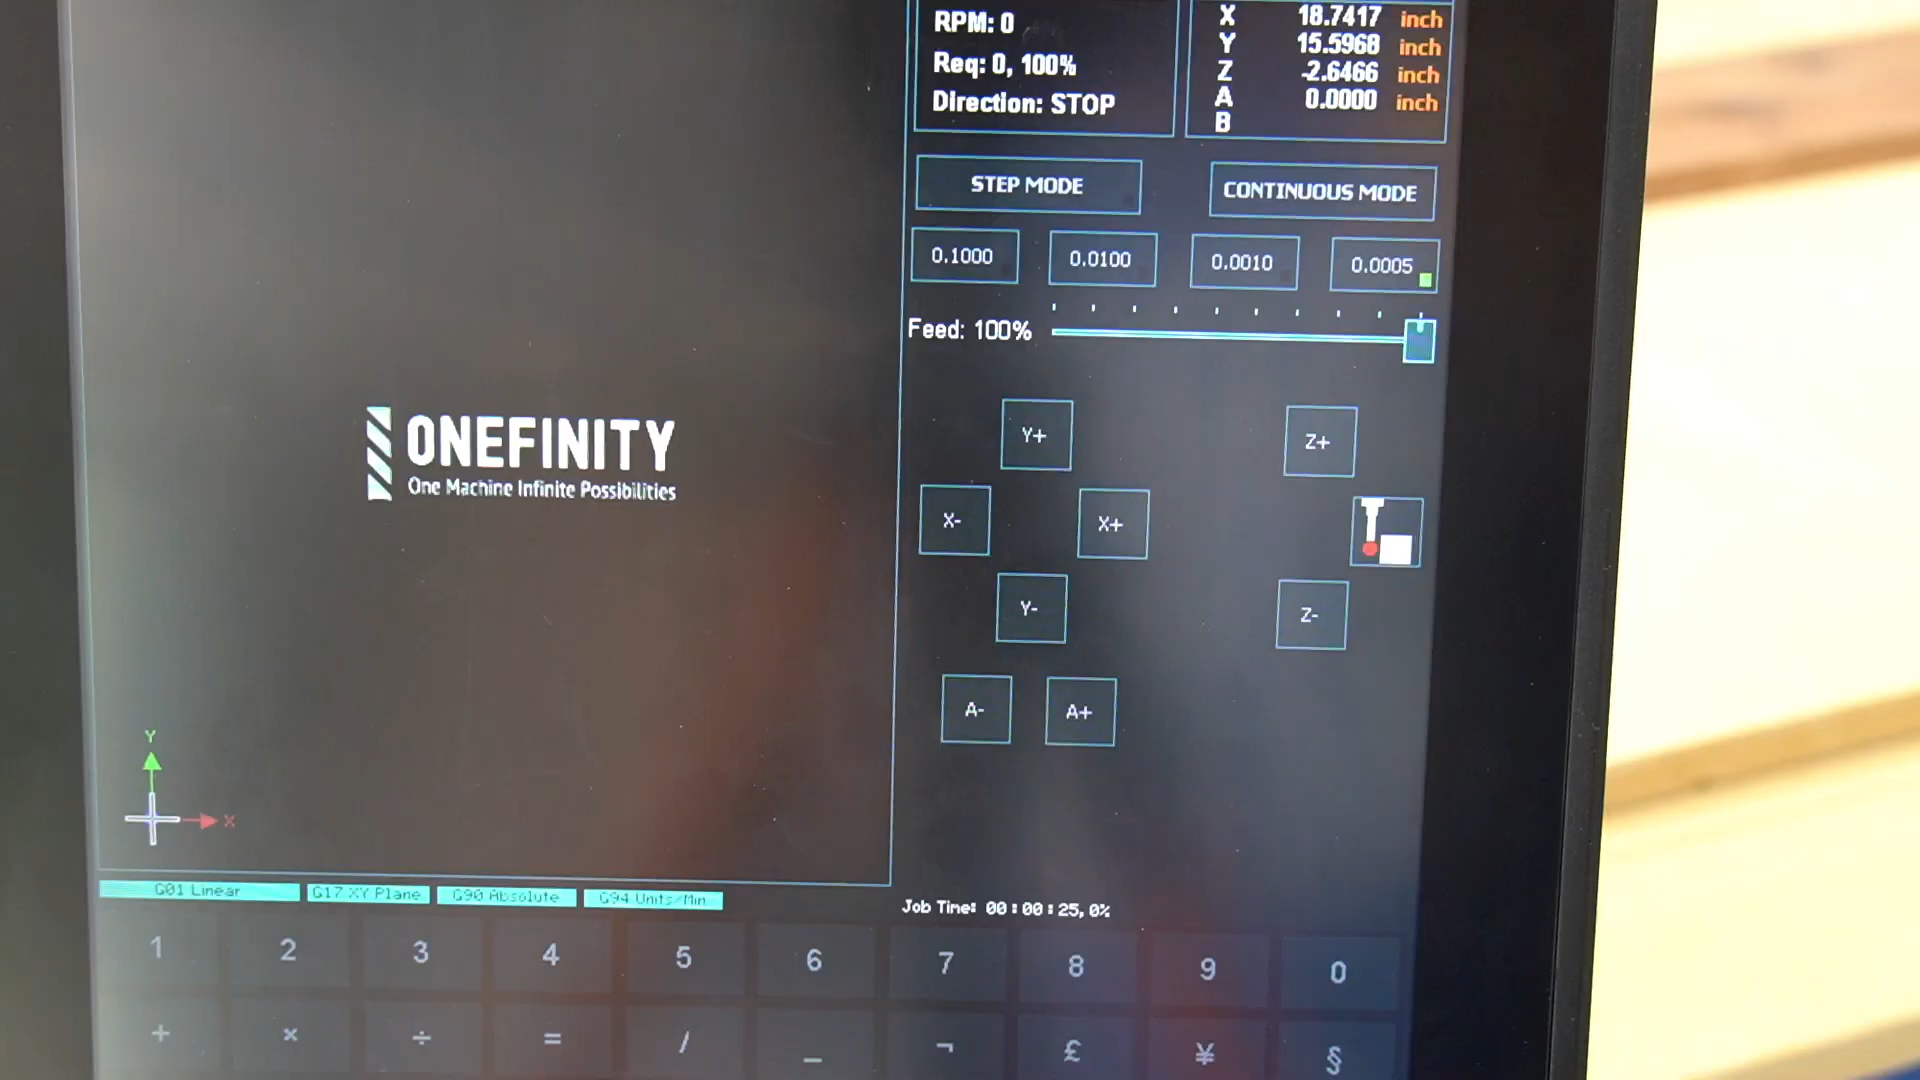 RPM: 0
Req: 0, 100%
Direction: STOP
X 18.7417 inch
Y 15.5968 inch
Z -2.6466 inch
A 0.0000 inch
B
STEP MODE
CONTINUOUS MODE
0.1000 0.0100 0.0010 0.0005
Feed: 100%
ONEFINITY
One Machine Infinite Possibilities
Y+
Z+
X-
X+
Y-
Z-
A-
A+
Y
X
G01 Linear G17 XY Plane G90 Absolute G94 Units/Min
Job Time: 00:00:25, 0%
1 2 3 4 5 6 7 8 9 0
+ × ÷ = / _ ¬ £ ¥ §